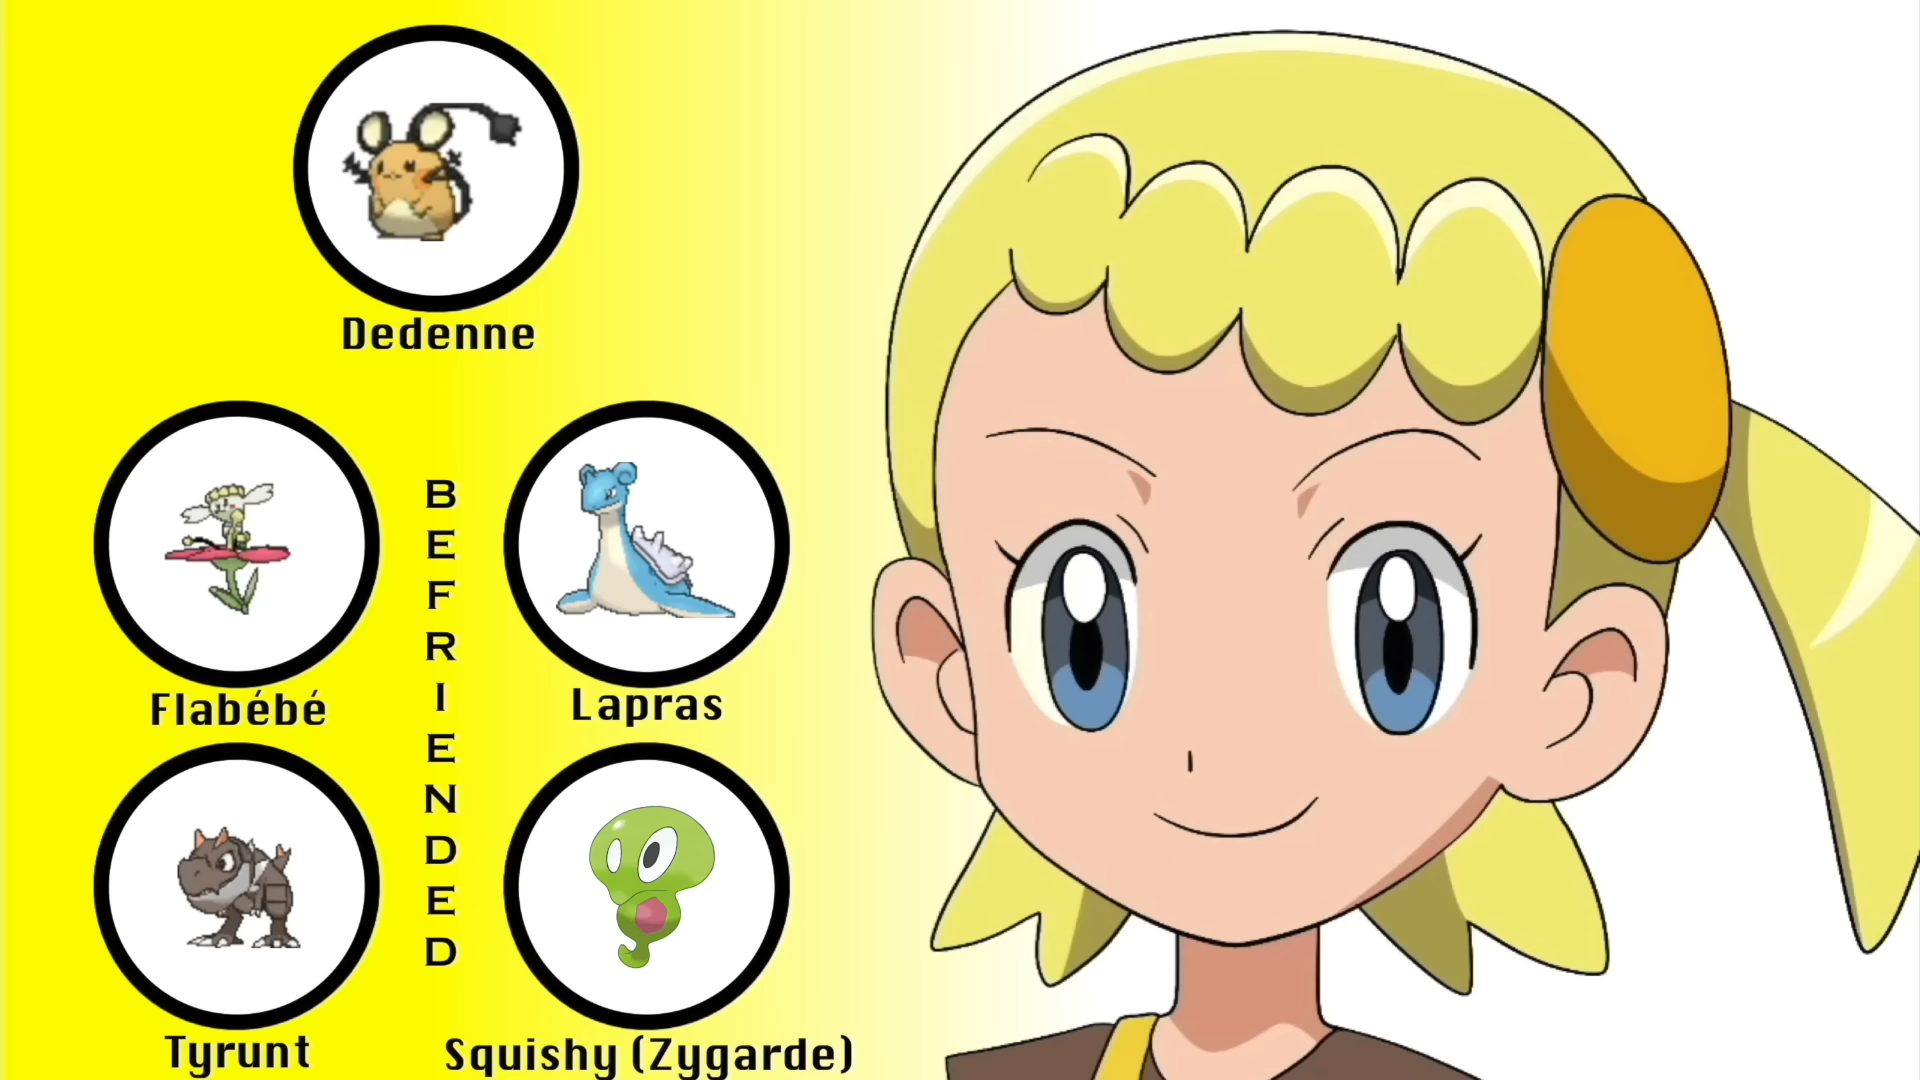 Dedenne
BEFRIENDED
Flabébé
Lapras
Tyrunt
Squishy (Zygarde)